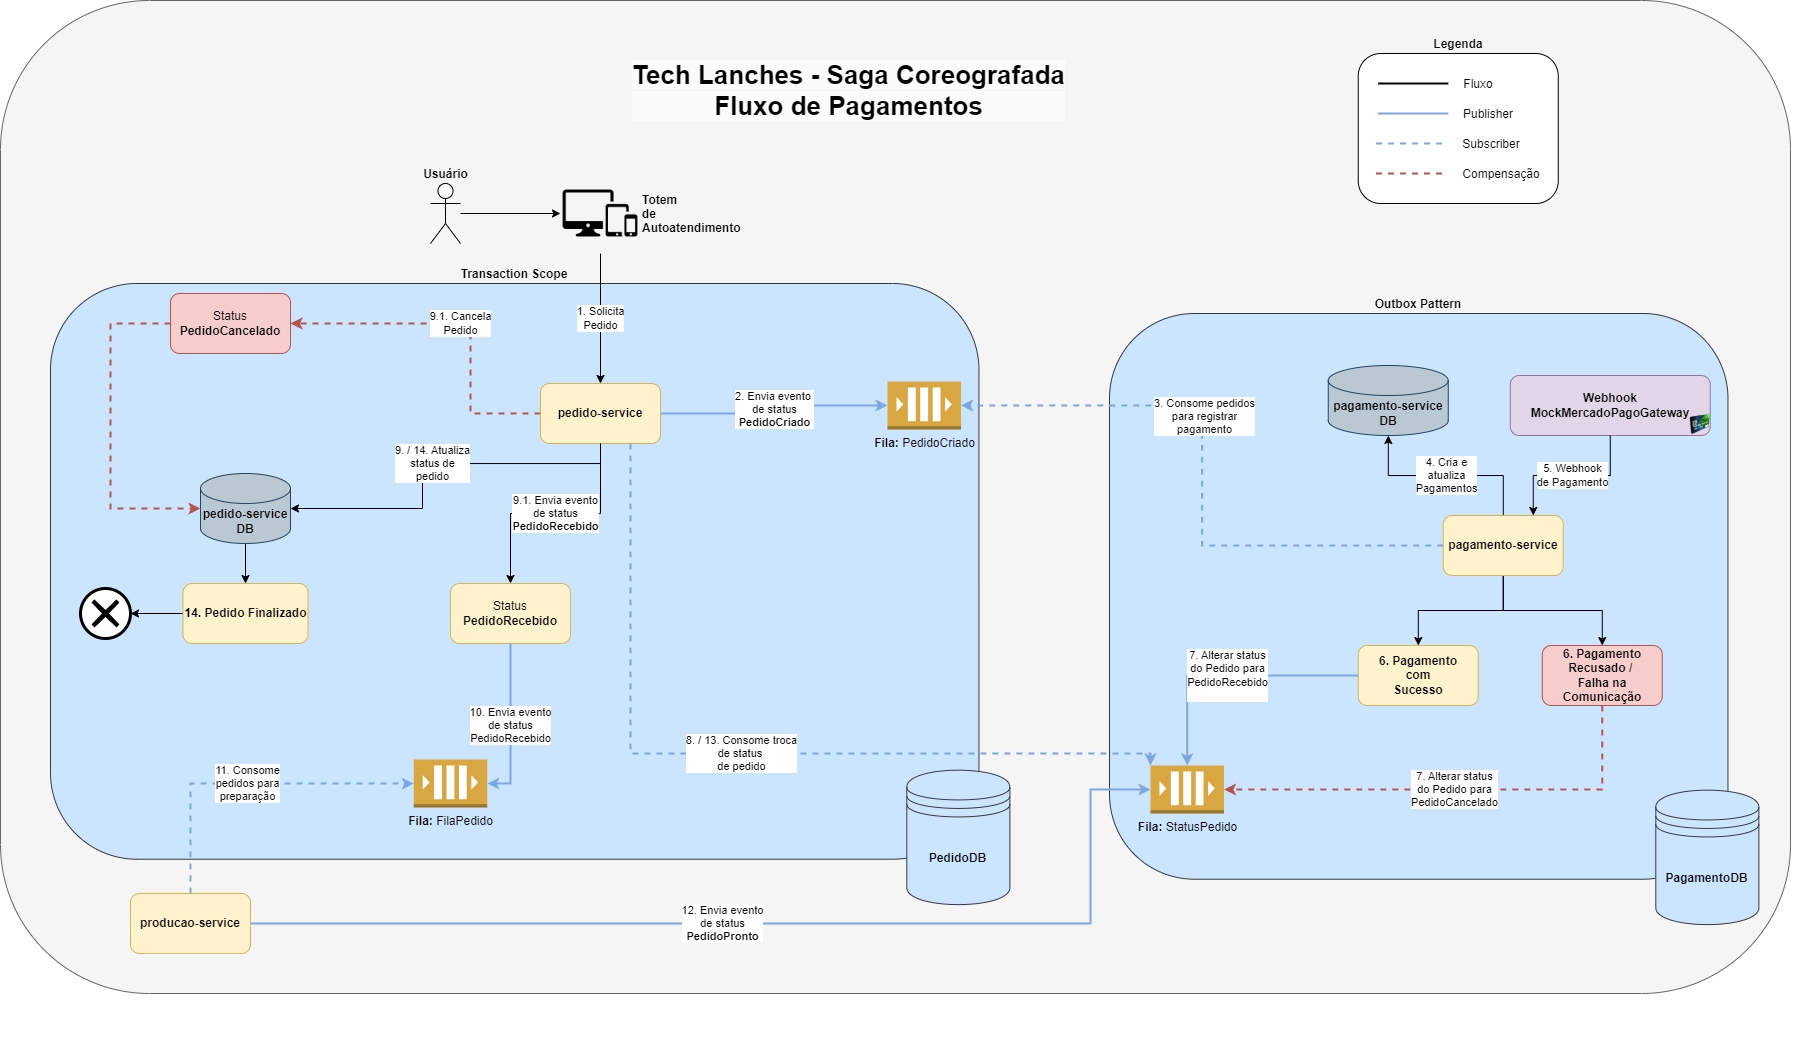 Tech Lanches - Saga Coreografada
Fluxo de Pagamentos
Legenda
Fluxo
Publisher
Subscriber
Compensação
Usuário
Totem
de
Autoatendimento
Transaction Scope
Status
PedidoCancelado
9.1. Cancela
Pedido
1. Solicita
Pedido
pedido-service
2. Envia evento
de status
PedidoCriado
Fila: PedidoCriado
9. / 14. Atualiza
status de
pedido
9.1. Envia evento
de status
PedidoRecebido
pedido-service
DB
14. Pedido Finalizado
Status
PedidoRecebido
10. Envia evento
de status
PedidoRecebido
11. Consome
pedidos para
preparação
Fila: FilaPedido
8. / 13. Consome troca
de status
de pedido
PedidoDB
producao-service
12. Envia evento
de status
PedidoPronto
Outbox Pattern
3. Consome pedidos
para registrar
pagamento
pagamento-service
DB
Webhook
MockMercadoPagoGateway
4. Cria e
atualiza
Pagamentos
5. Webhook
de Pagamento
pagamento-service
6. Pagamento
com
Sucesso
6. Pagamento
Recusado /
Falha na
Comunicação
7. Alterar status
do Pedido para
PedidoRecebido
7. Alterar status
do Pedido para
PedidoCancelado
Fila: StatusPedido
PagamentoDB